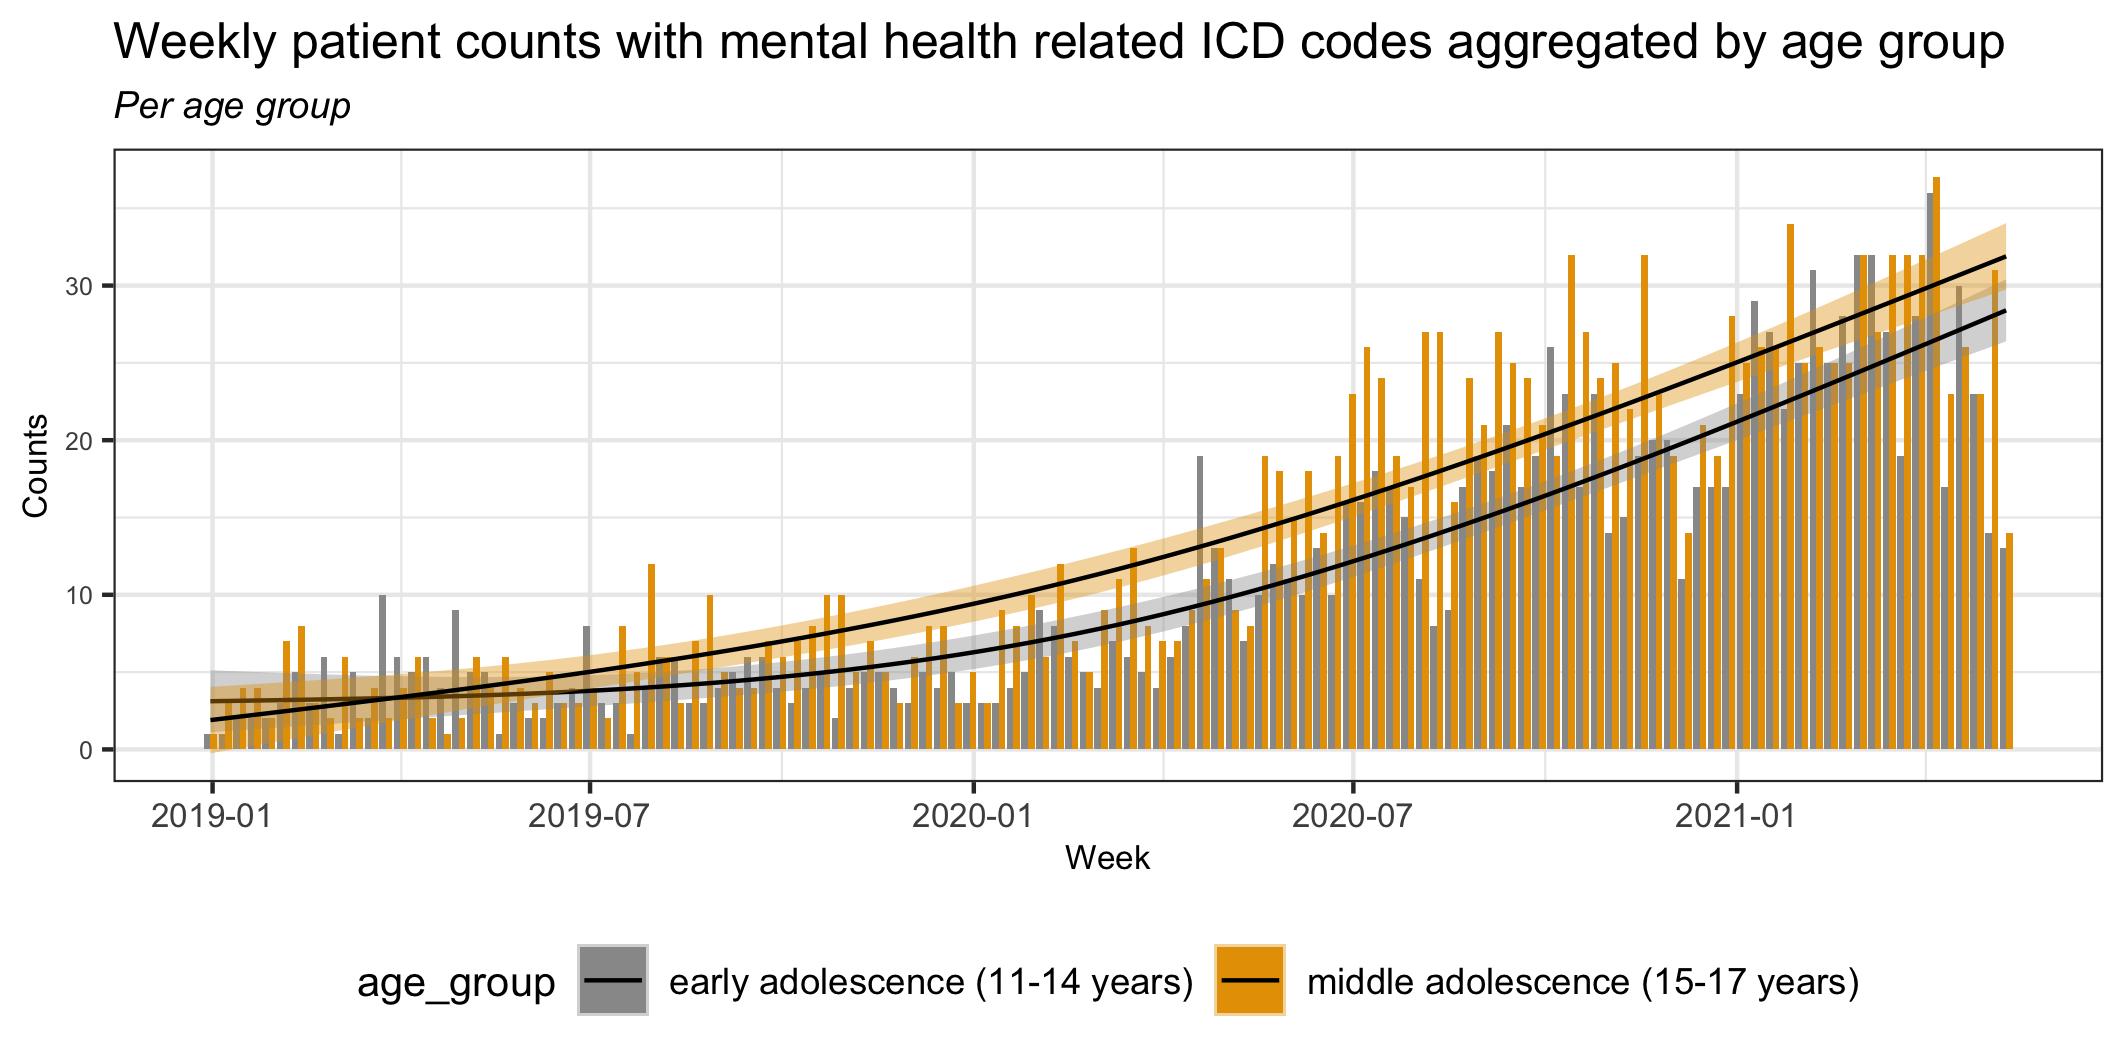 Weekly patient counts with mental health related ICD codes aggregated by age group
Per age group
Counts
30
20
10
0
2019-01 2019-07 2020-01 2020-07 2021-01
Week
age_group early adolescence (11-14 years) middle adolescence (15-17 years)